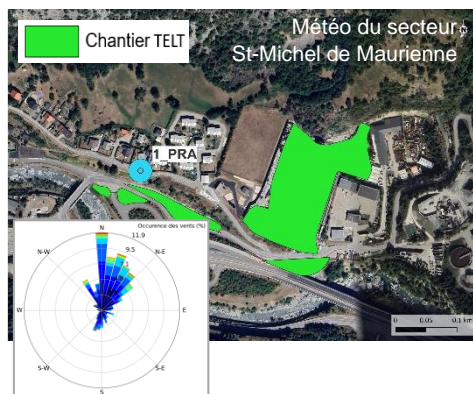 Chantier TELT
Météo du secteur
St-Michel de Maurienne
1_PRA
Occurence des vents (%)
N
11.9
N-W
9.5
N-E
W
E
S-W
S-E
S
0
0.05
0.1 km